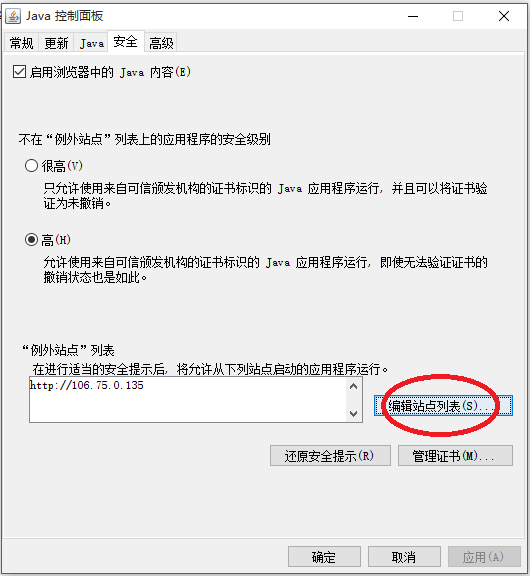 Java 控制面板
常规 更新 Java 安全 高级
启用浏览器中的 Java 内容(E)
不在“例外站点”列表上的应用程序的安全级别
很高(V)
只允许使用来自可信颁发机构的证书标识的 Java 应用程序运行, 并且可以将证书验
证为未撤销。
高(H)
允许使用来自可信颁发机构的证书标识的 Java 应用程序运行, 即使无法验证证书的
撤销状态也是如此。
“例外站点”列表
在进行适当的安全提示后, 将允许从下列站点启动的应用程序运行。
http://106.75.0.135
编辑站点列表(S)...
还原安全提示(R)
管理证书(M)...
确定
取消
应用(A)